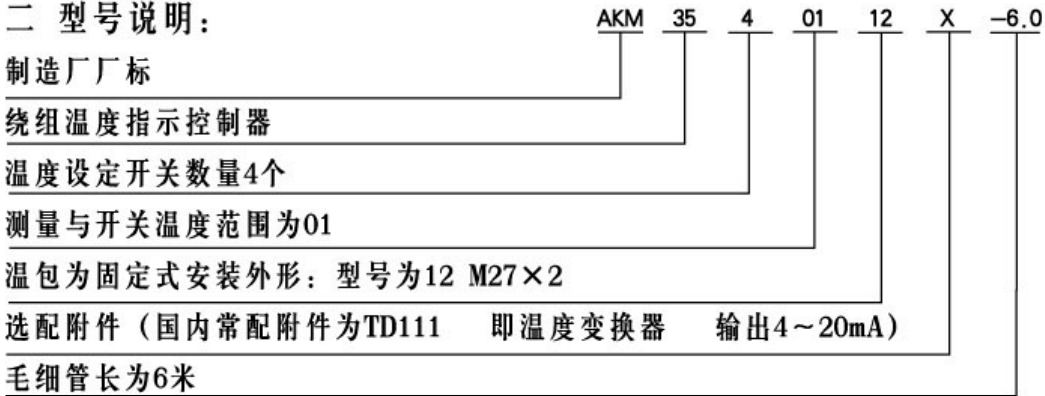 二 型号说明: AKM 35 4 01 12 X -6.0
制造厂厂标
绕组温度指示控制器
温度设定开关数量4个
测量与开关温度范围为01
温包为固定式安装外形：型号为12 M27×2
选配附件（国内常配附件为TD111 即温度变换器 输出4～20mA）
毛细管长为6米